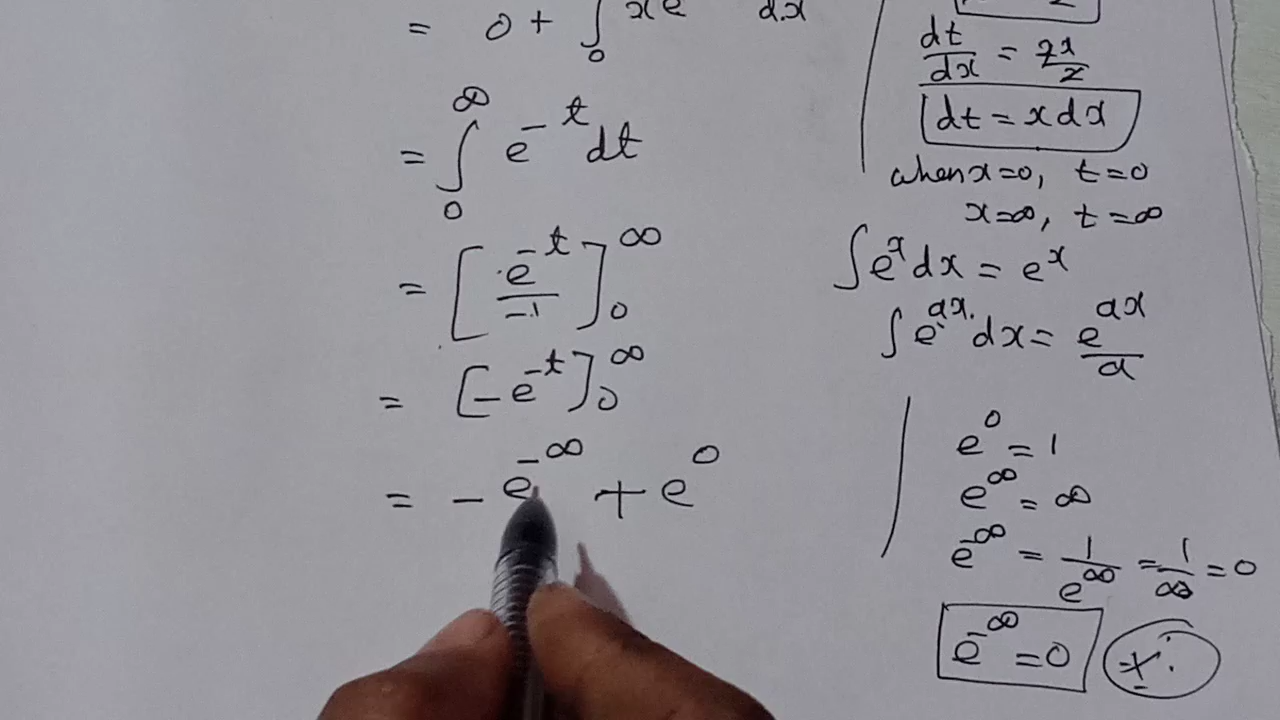 = 0 + ∫₀ x e dx
= ∫₀^∞ e^{-t} dt
= [e^{-t}/-1]₀^∞
= [-e^{-t}]₀^∞
= -e^{-∞} + e^0
dt/dx = 2x/2
dt = x dx
when x=0, t=0
x=∞, t=∞
∫e^x dx = e^x
∫e^{ax} dx = e^{ax}/a
e^0 = 1
e^∞ = ∞
e^{-∞} = 1/e^∞ = 1/∞ = 0
e^{-∞} = 0